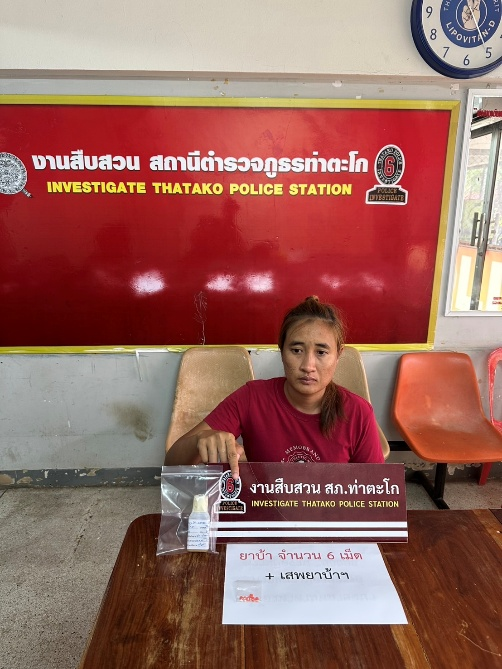 LIPOVITAN-D
งานสืบสวน สถานีตำรวจภูธรท่าตะโก
INVESTIGATE THATAKO POLICE STATION
6
POLICE
INVESTIGATE
งานสืบสวน สภ.ท่าตะโก
INVESTIGATE THATAKO POLICE STATION
ยาบ้า จำนวน 6 เม็ด
+ เสพยาบ้าฯ